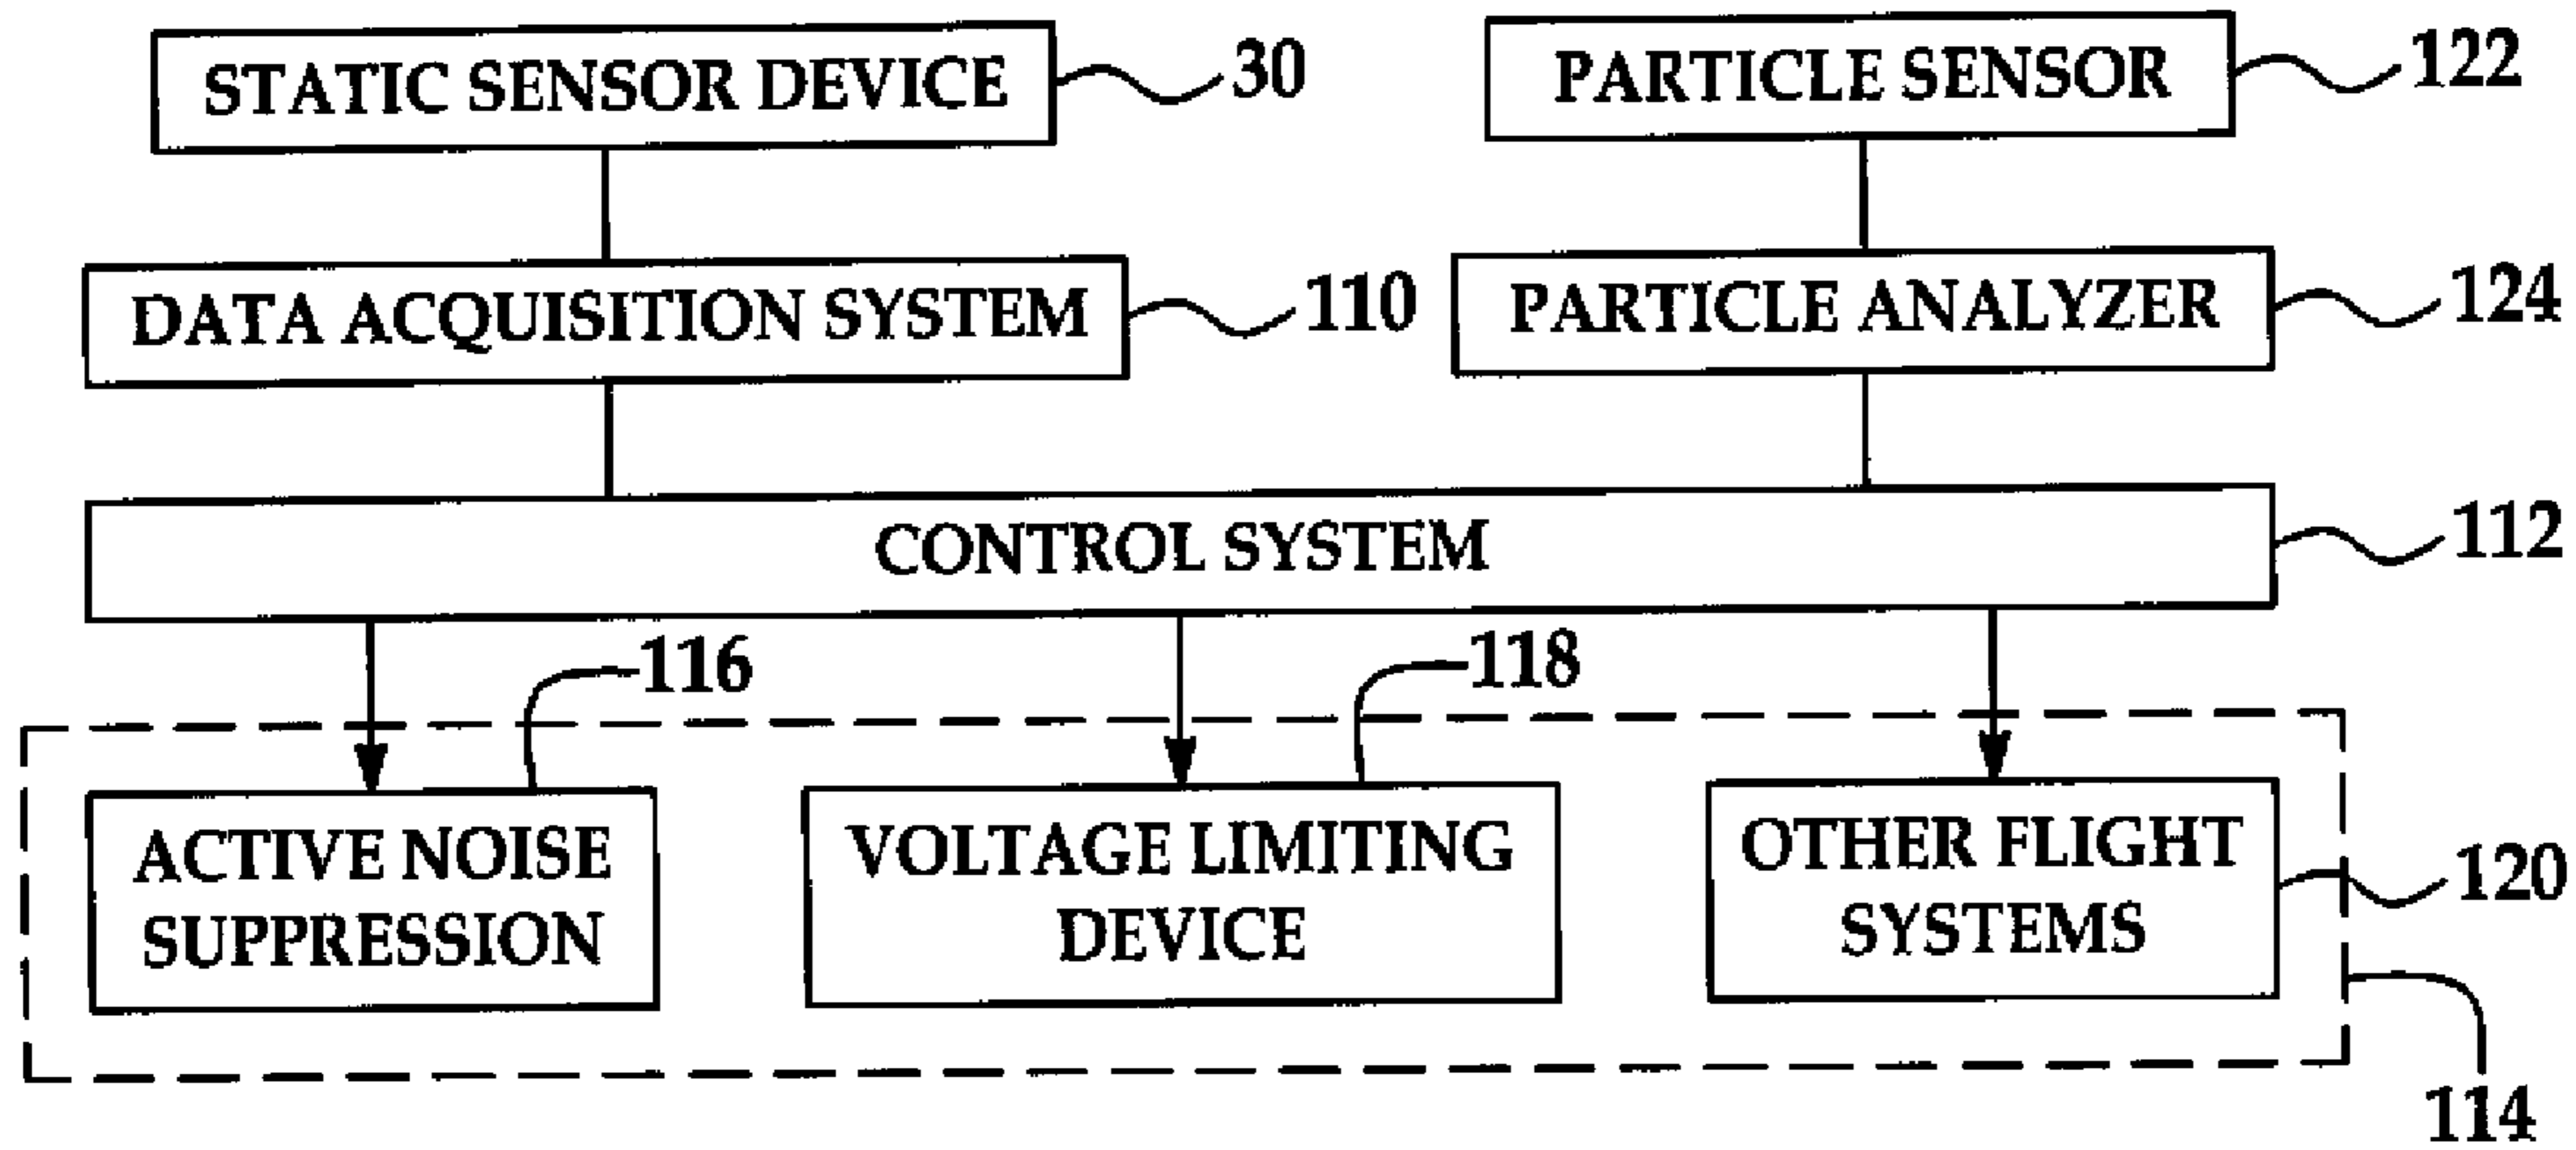 STATIC SENSOR DEVICE
30
PARTICLE SENSOR
122
DATA ACQUISITION SYSTEM
110
PARTICLE ANALYZER
124
CONTROL SYSTEM
112
116
118
ACTIVE NOISE
SUPPRESSION
VOLTAGE LIMITING
DEVICE
OTHER FLIGHT
SYSTEMS
120
114